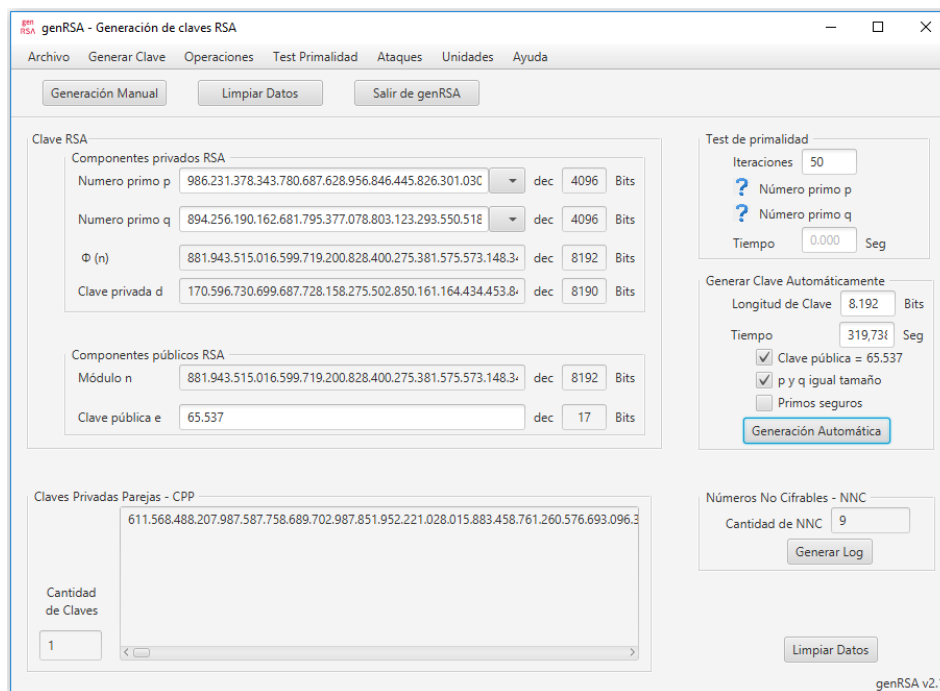 gen
RSA
genRSA - Generación de claves RSA
Archivo Generar Clave Operaciones Test Primalidad Ataques Unidades Ayuda
Generación Manual Limpiar Datos Salir de genRSA
Clave RSA
Componentes privados RSA
Numero primo p 986.231.378.343.780.687.628.956.846.445.826.301.030 dec 4096 Bits
Numero primo q 894.256.190.162.681.795.377.078.803.123.293.550.518 dec 4096 Bits
Φ (n) 881.943.515.016.599.719.200.828.400.275.381.575.573.148.34 dec 8192 Bits
Clave privada d 170.596.730.699.687.728.158.275.502.850.161.164.434.453.84 dec 8190 Bits
Componentes públicos RSA
Módulo n 881.943.515.016.599.719.200.828.400.275.381.575.573.148.34 dec 8192 Bits
Clave pública e 65.537 dec 17 Bits
Test de primalidad
Iteraciones 50
? Número primo p
? Número primo q
Tiempo 0.000 Seg
Generar Clave Automáticamente
Longitud de Clave 8.192 Bits
Tiempo 319,738 Seg
Clave pública = 65.537
p y q igual tamaño
Primos seguros
Generación Automática
Claves Privadas Parejas - CPP
611.568.488.207.987.587.758.689.702.987.851.952.221.028.015.883.458.761.260.576.693.096.3
Cantidad
de Claves
1
Números No Cifrables - NNC
Cantidad de NNC 9
Generar Log
Limpiar Datos
genRSA v2.1